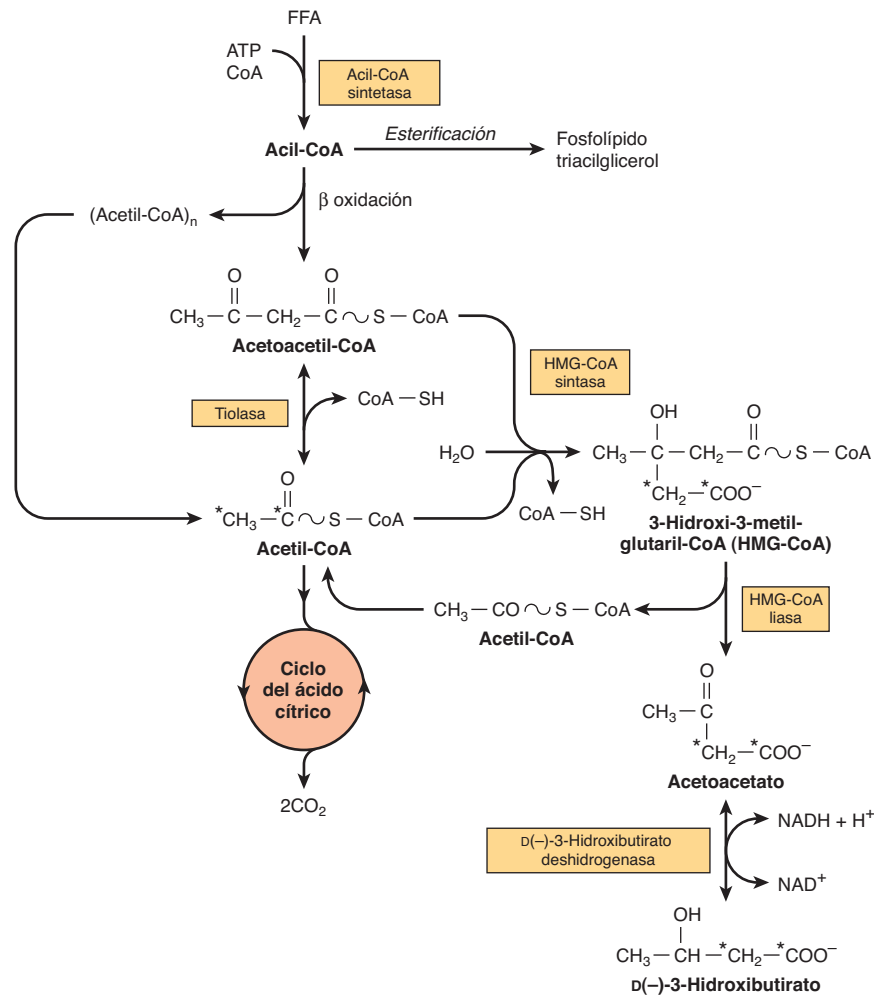 FFA
ATP
CoA
Acil-CoA
sintetasa
Acil-CoA
Esterificación
Fosfolípido
triacilglicerol
β oxidación
(Acetil-CoA)n
O O
CH₃—C—CH₂—C~S—CoA
Acetoacetil-CoA
HMG-CoA
sintasa
Tiolasa
CoA—SH
H₂O
OH O
CH₃—C—CH₂—C~S—CoA
*CH₂—*COO⁻
3-Hidroxi-3-metil-
glutaril-CoA (HMG-CoA)
CoA—SH
O
*CH₃—*C~S—CoA
Acetil-CoA
CH₃—CO~S—CoA
Acetil-CoA
HMG-CoA
liasa
Ciclo
del ácido
cítrico
2CO₂
O
CH₃—C
*CH₂—*COO⁻
Acetoacetato
D(–)-3-Hidroxibutirato
deshidrogenasa
NADH + H⁺
NAD⁺
OH
CH₃—CH—*CH₂—*COO⁻
D(–)-3-Hidroxibutirato